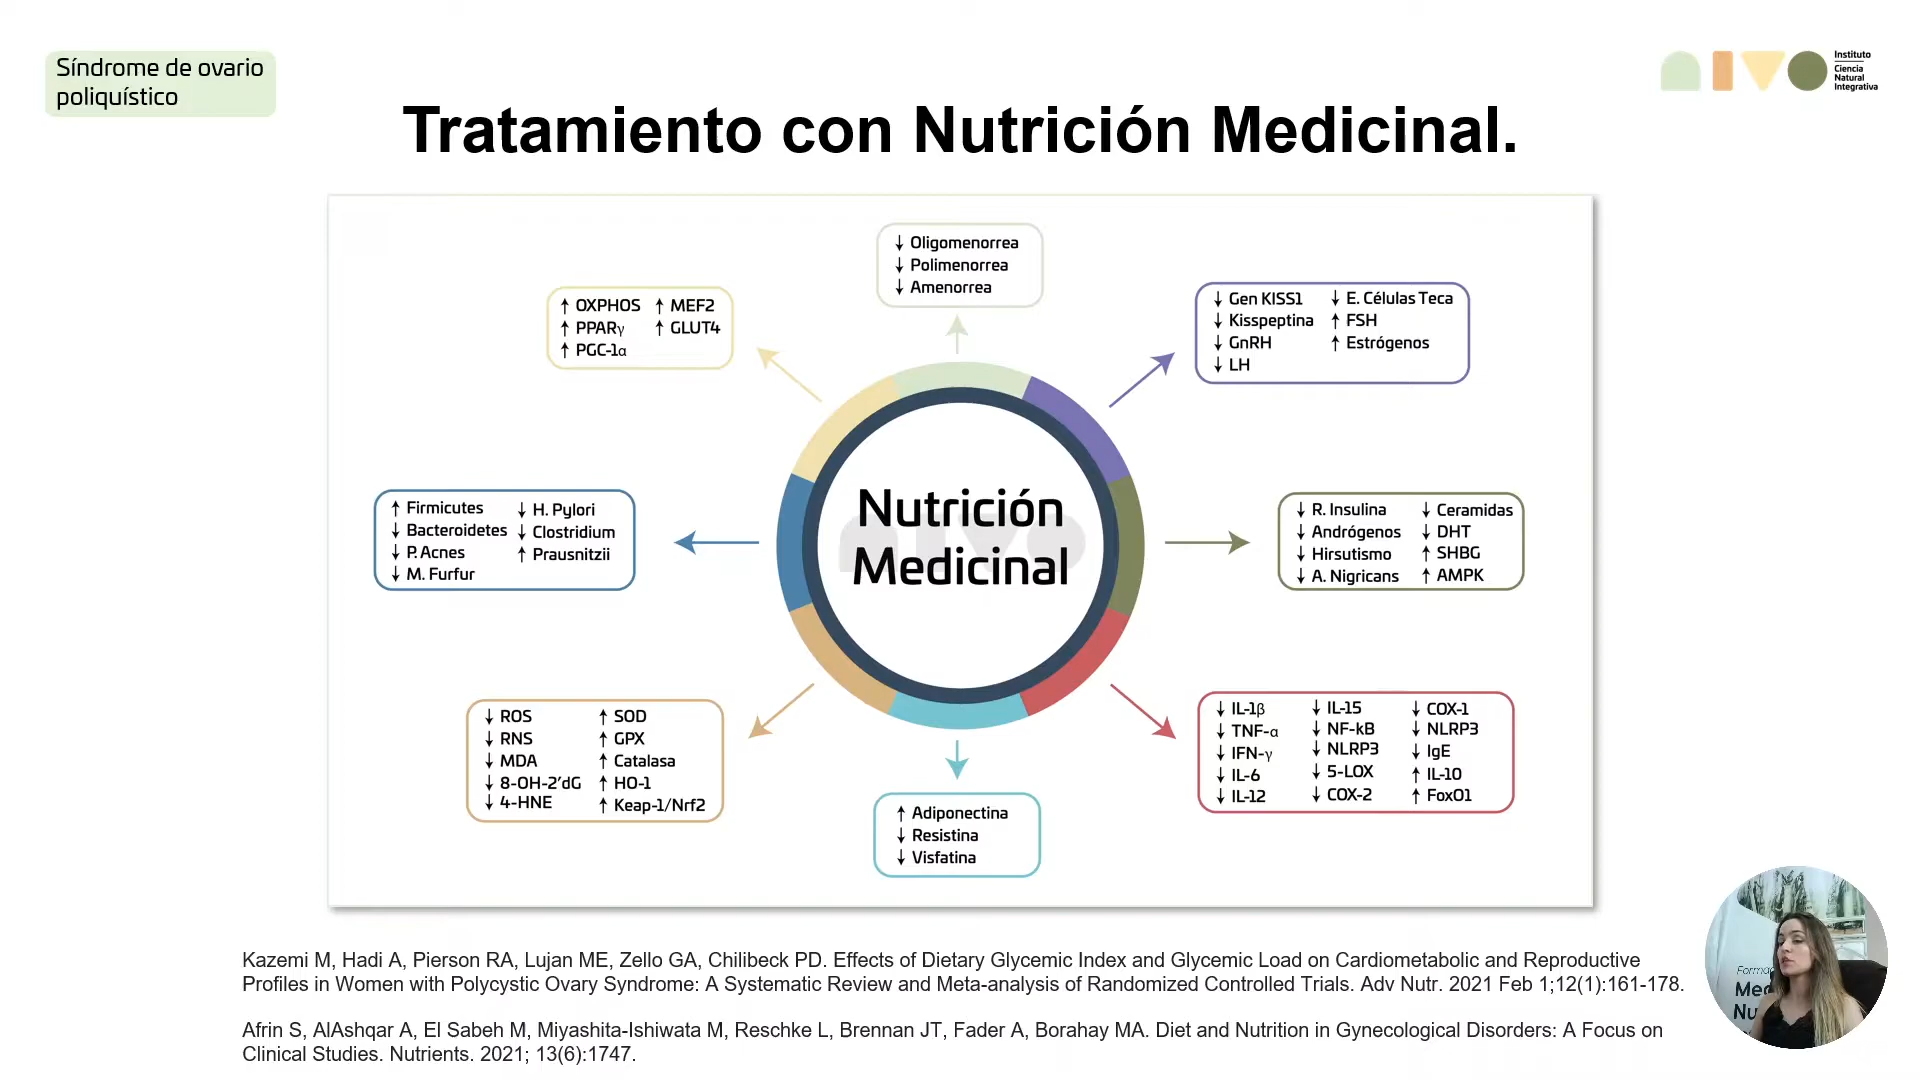 Síndrome de ovario
poliquístico
Instituto
Ciencia
Natural
Integrativa
Tratamiento con Nutrición Medicinal.
↓ Oligomenorrea
↓ Polimenorrea
↓ Amenorrea
↑ OXPHOS ↑ MEF2
↑ PPARγ ↑ GLUT4
↑ PGC-1α
↓ Gen KISS1 ↓ E. Células Teca
↓ Kisspeptina ↑ FSH
↓ GnRH ↑ Estrógenos
↓ LH
↑ Firmicutes ↓ H. Pylori
↓ Bacteroidetes ↓ Clostridium
↓ P. Acnes ↑ Prausnitzii
↓ M. Furfur
Nutrición
Medicinal
↓ R. Insulina ↓ Ceramidas
↓ Andrógenos ↓ DHT
↓ Hirsutismo ↑ SHBG
↓ A. Nigricans ↑ AMPK
↓ ROS ↑ SOD
↓ RNS ↑ GPX
↓ MDA ↑ Catalasa
↓ 8-OH-2'dG ↑ HO-1
↓ 4-HNE ↑ Keap-1/Nrf2
↑ Adiponectina
↓ Resistina
↓ Visfatina
↓ IL-1β ↓ IL-15 ↓ COX-1
↓ TNF-α ↓ NF-kB ↓ NLRP3
↓ IFN-γ ↓ NLRP3 ↓ IgE
↓ IL-6 ↓ 5-LOX ↑ IL-10
↓ IL-12 ↓ COX-2 ↑ FoxO1
Kazemi M, Hadi A, Pierson RA, Lujan ME, Zello GA, Chilibeck PD. Effects of Dietary Glycemic Index and Glycemic Load on Cardiometabolic and Reproductive
Profiles in Women with Polycystic Ovary Syndrome: A Systematic Review and Meta-analysis of Randomized Controlled Trials. Adv Nutr. 2021 Feb 1;12(1):161-178.
Afrin S, AlAshqar A, El Sabeh M, Miyashita-Ishiwata M, Reschke L, Brennan JT, Fader A, Borahay MA. Diet and Nutrition in Gynecological Disorders: A Focus on
Clinical Studies. Nutrients. 2021; 13(6):1747.